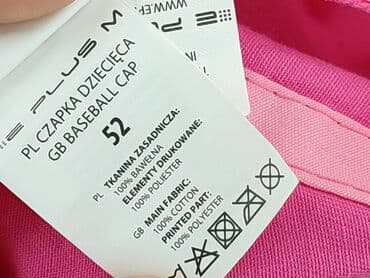 E PLUS M
PL CZAPKA DZIECIĘCA
GB BASEBALL CAP
52
PL TKANINA ZASADNICZA:
100% BAWEŁNA
ELEMENTY DRUKOWANE:
100% POLIESTER
GB MAIN FABRIC:
100% COTTON
PRINTED PART:
100% POLYESTER